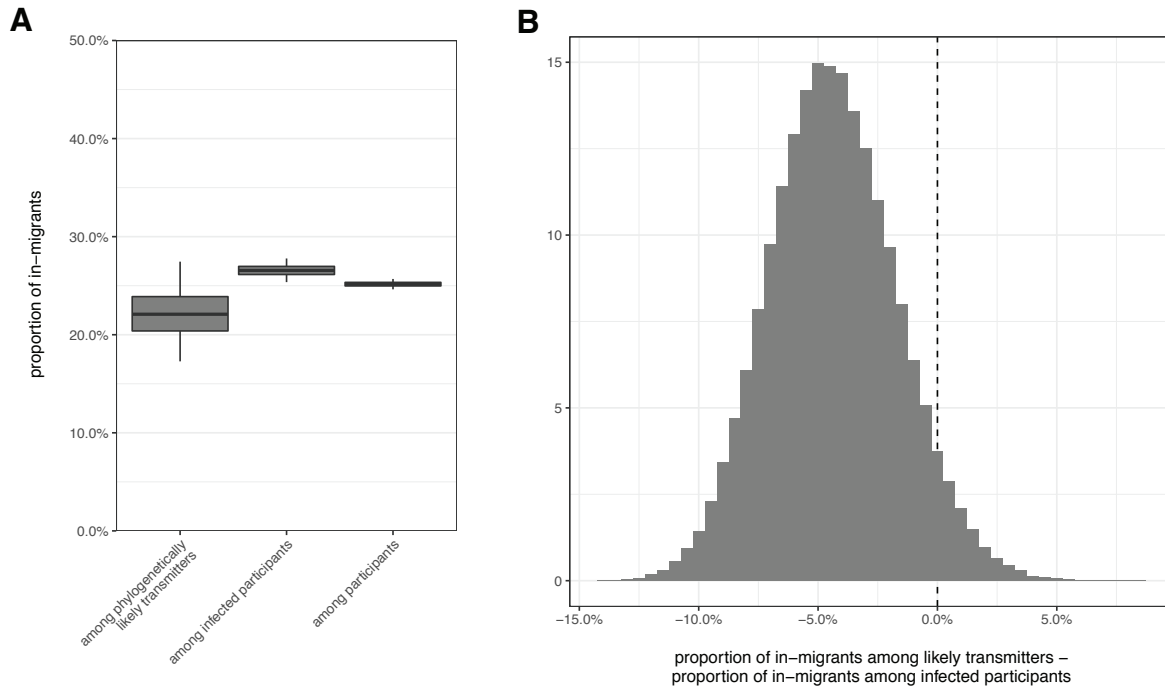 A
50.0%
40.0%
30.0%
20.0%
10.0%
0.0%
proportion of in−migrants
among phylogenetically
likely transmitters
among infected participants
among participants
B
15
10
5
0
−15.0%
−10.0%
−5.0%
0.0%
5.0%
proportion of in−migrants among likely transmitters −
proportion of in−migrants among infected participants